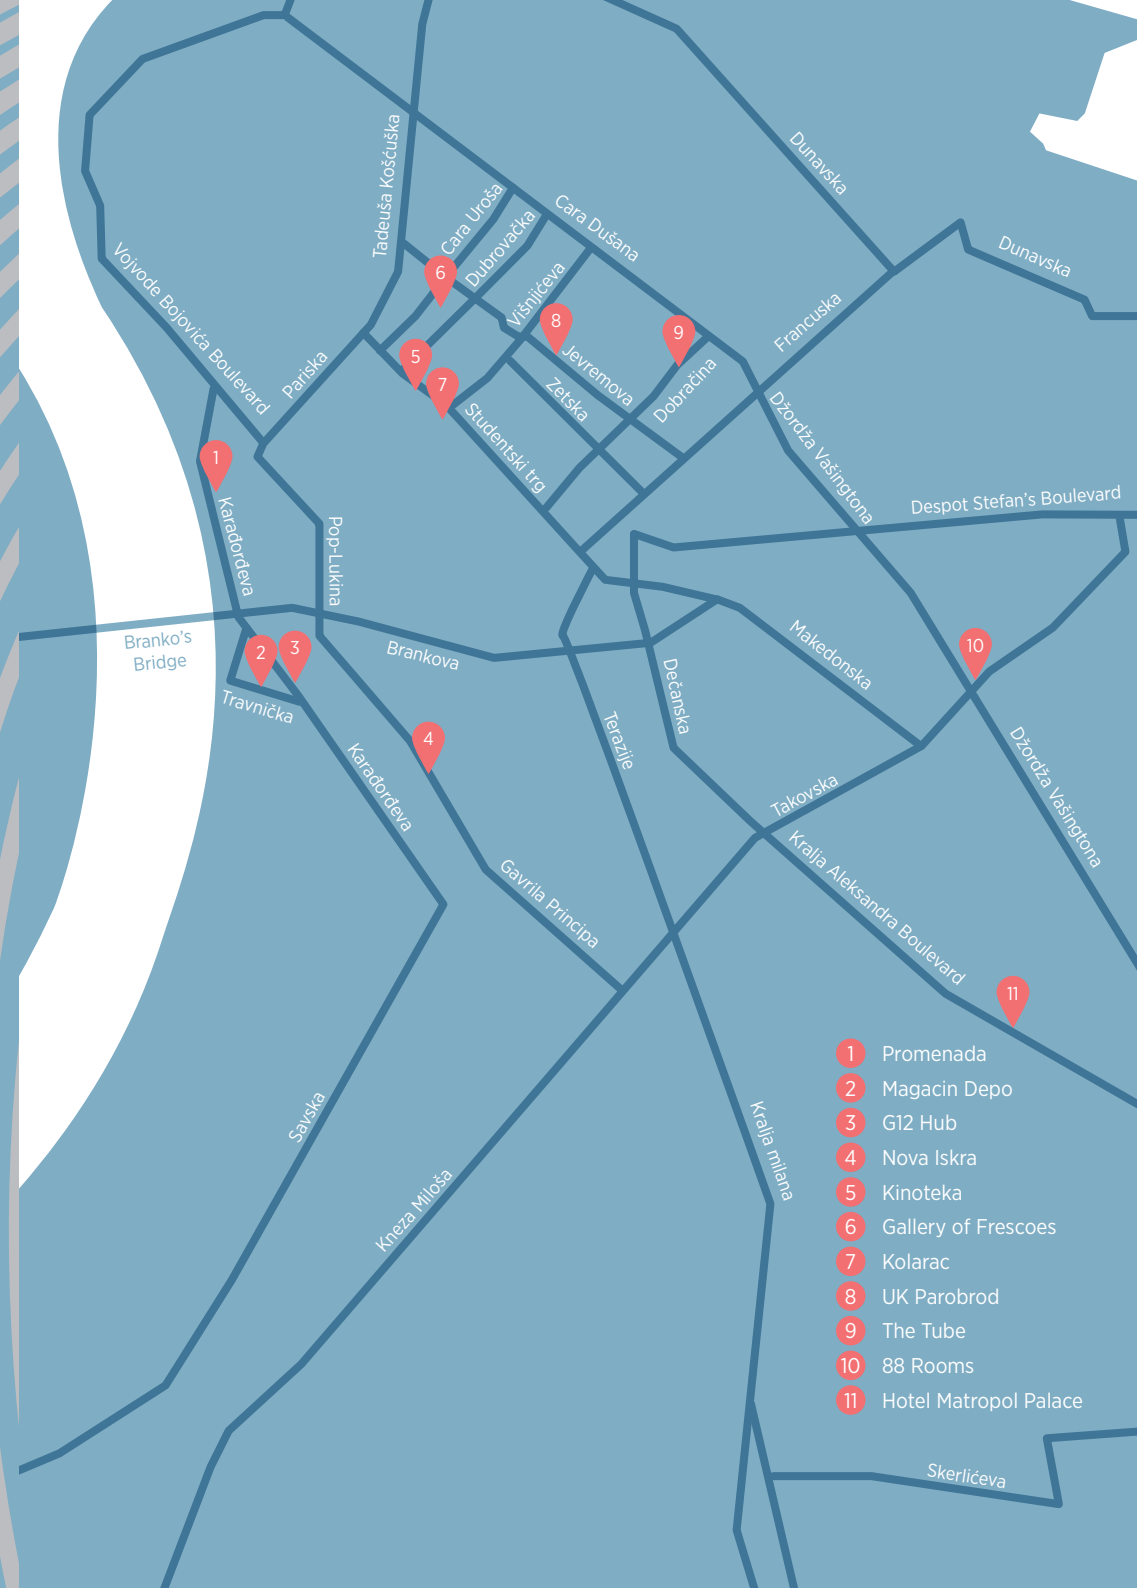 Tadeuša Košćuška
Cara Uroša
Dubrovačka
Cara Dušana
Dunavska
Dunavska
Vojvode Bojovića Boulevard
Višnjićeva
Francuska
6
8
9
5
7
Pariska
Jevremova
Zetska
Dobračina
Studentski trg
Džordža Vašingtona
1
Karađorđeva
Pop-Lukina
Despot Stefan's Boulevard
Branko's
Bridge
2
3
Brankova
Makedonska
10
Travnička
Dečanska
Terazije
4
Karađorđeva
Takovska
Džordža Vašingtona
Gavrila Principa
Kralja Aleksandra Boulevard
11
Savska
Kneza Miloša
Kralja milana
1 Promenada
2 Magacin Depo
3 G12 Hub
4 Nova Iskra
5 Kinoteka
6 Gallery of Frescoes
7 Kolarac
8 UK Parobrod
9 The Tube
10 88 Rooms
11 Hotel Matropol Palace
Skerlićeva